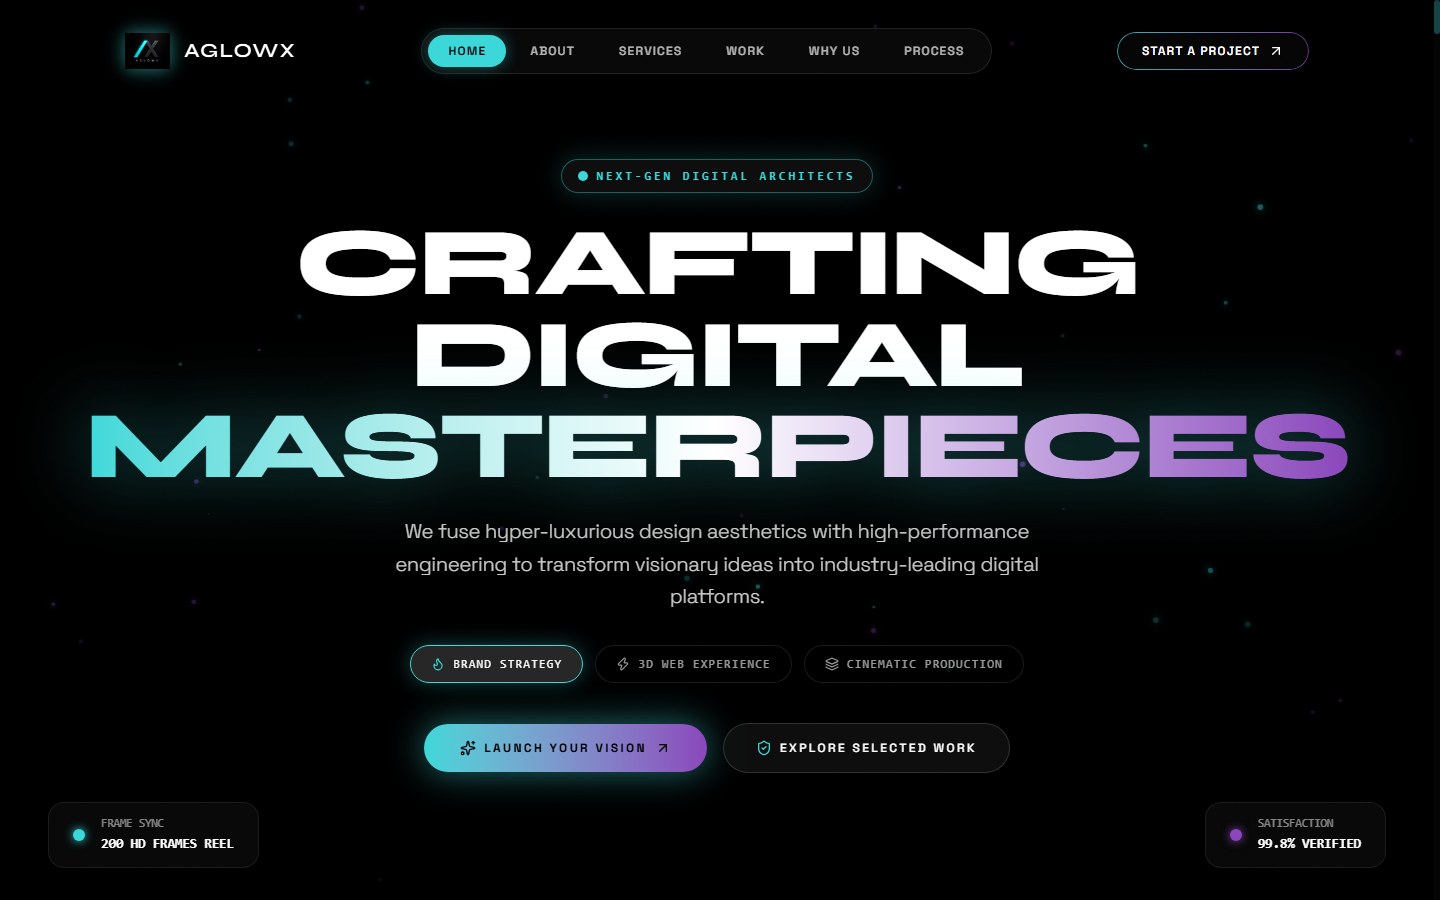 AGLOWX
HOME
ABOUT
SERVICES
WORK
WHY US
PROCESS
START A PROJECT
NEXT-GEN DIGITAL ARCHITECTS
CRAFTING
DIGITAL
MASTERPIECES
We fuse hyper-luxurious design aesthetics with high-performance
engineering to transform visionary ideas into industry-leading digital
platforms.
BRAND STRATEGY
3D WEB EXPERIENCE
CINEMATIC PRODUCTION
LAUNCH YOUR VISION
EXPLORE SELECTED WORK
FRAME SYNC
200 HD FRAMES REEL
SATISFACTION
99.8% VERIFIED